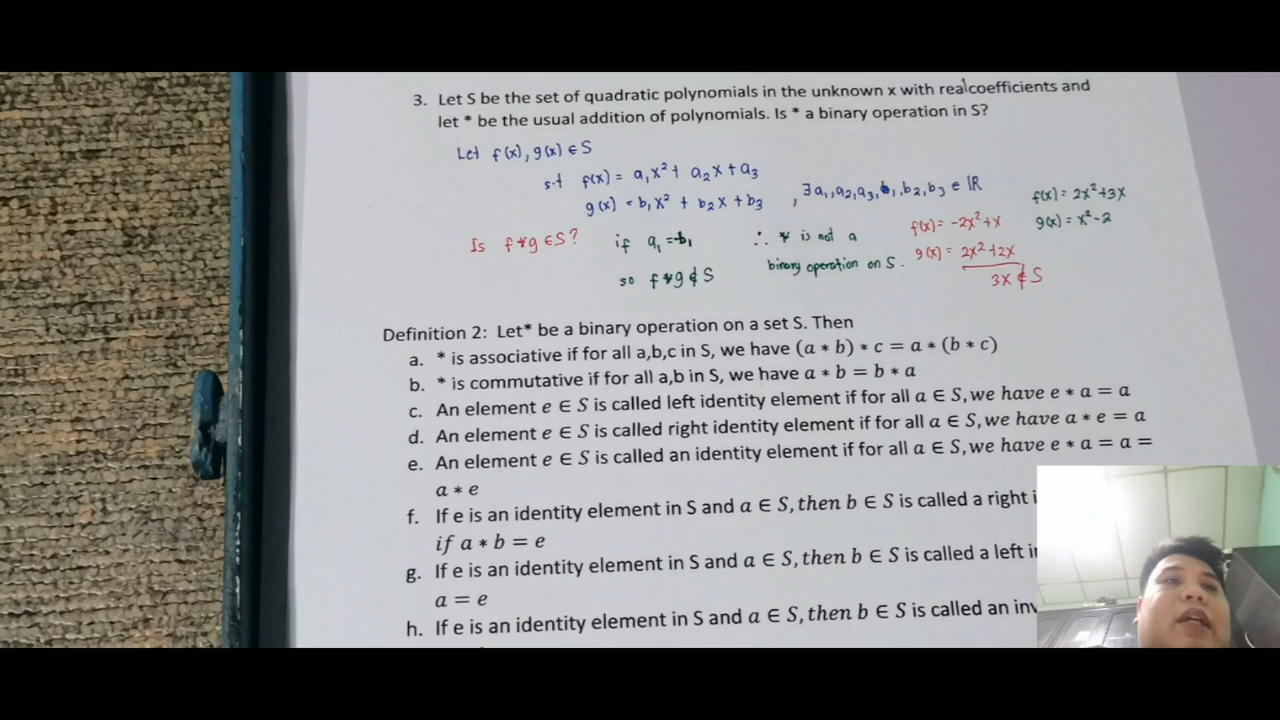 3. Let S be the set of quadratic polynomials in the unknown x with real coefficients and
let * be the usual addition of polynomials. Is * a binary operation in S?
Let f(x), g(x) ∈ S
s.t f(x) = a₁x² + a₂x + a₃
g(x) = b₁x² + b₂x + b₃ , ∃ a₁, a₂, a₃, b₁, b₂, b₃ ∈ ℝ
f(x) = 2x² + 3x
g(x) = x² - 2
Is f * g ∈ S?
if a₁ = -b₁
so f * g ∉ S
∴ * is not a
binary operation on S.
f(x) = -2x² + x
g(x) = 2x² + 2x
3x ∉ S
Definition 2: Let* be a binary operation on a set S. Then
a. * is associative if for all a,b,c in S, we have (a * b) * c = a * (b * c)
b. * is commutative if for all a,b in S, we have a * b = b * a
c. An element e ∈ S is called left identity element if for all a ∈ S, we have e * a = a
d. An element e ∈ S is called right identity element if for all a ∈ S, we have a * e = a
e. An element e ∈ S is called an identity element if for all a ∈ S, we have e * a = a =
a * e
f. If e is an identity element in S and a ∈ S, then b ∈ S is called a right
if a * b = e
g. If e is an identity element in S and a ∈ S, then b ∈ S is called a left
a = e
h. If e is an identity element in S and a ∈ S, then b ∈ S is called an